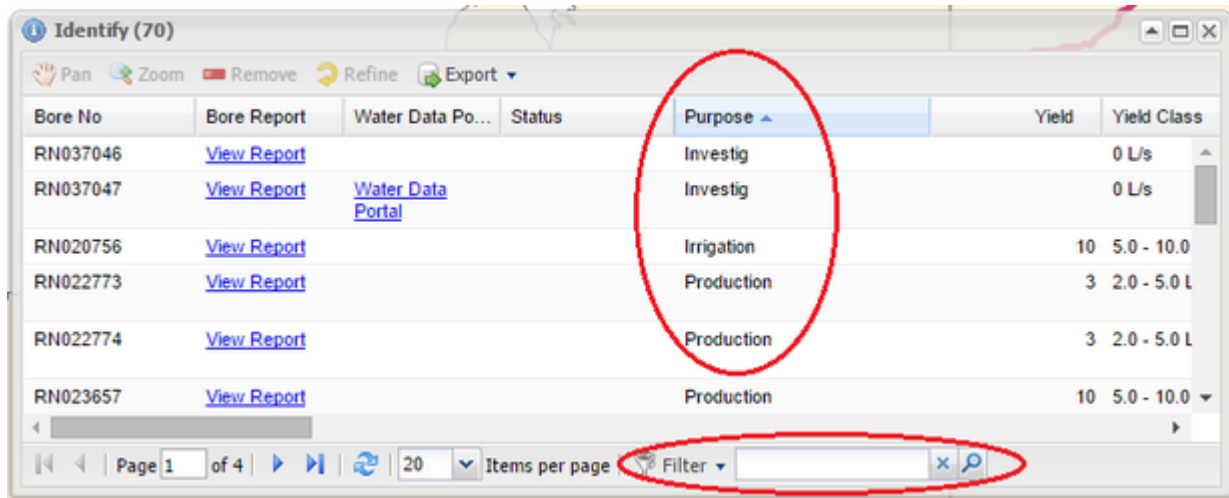 Identify (70)
Pan Zoom Remove Refine Export
Bore No Bore Report Water Data Po... Status Purpose Yield Yield Class
RN037046 View Report Investig 0 L/s
RN037047 View Report Water Data Investig 0 L/s
Portal
RN020756 View Report Irrigation 10 5.0 - 10.0
RN022773 View Report Production 3 2.0 - 5.0 L
RN022774 View Report Production 3 2.0 - 5.0 L
RN023657 View Report Production 10 5.0 - 10.0
Page 1 of 4 20 Items per page Filter